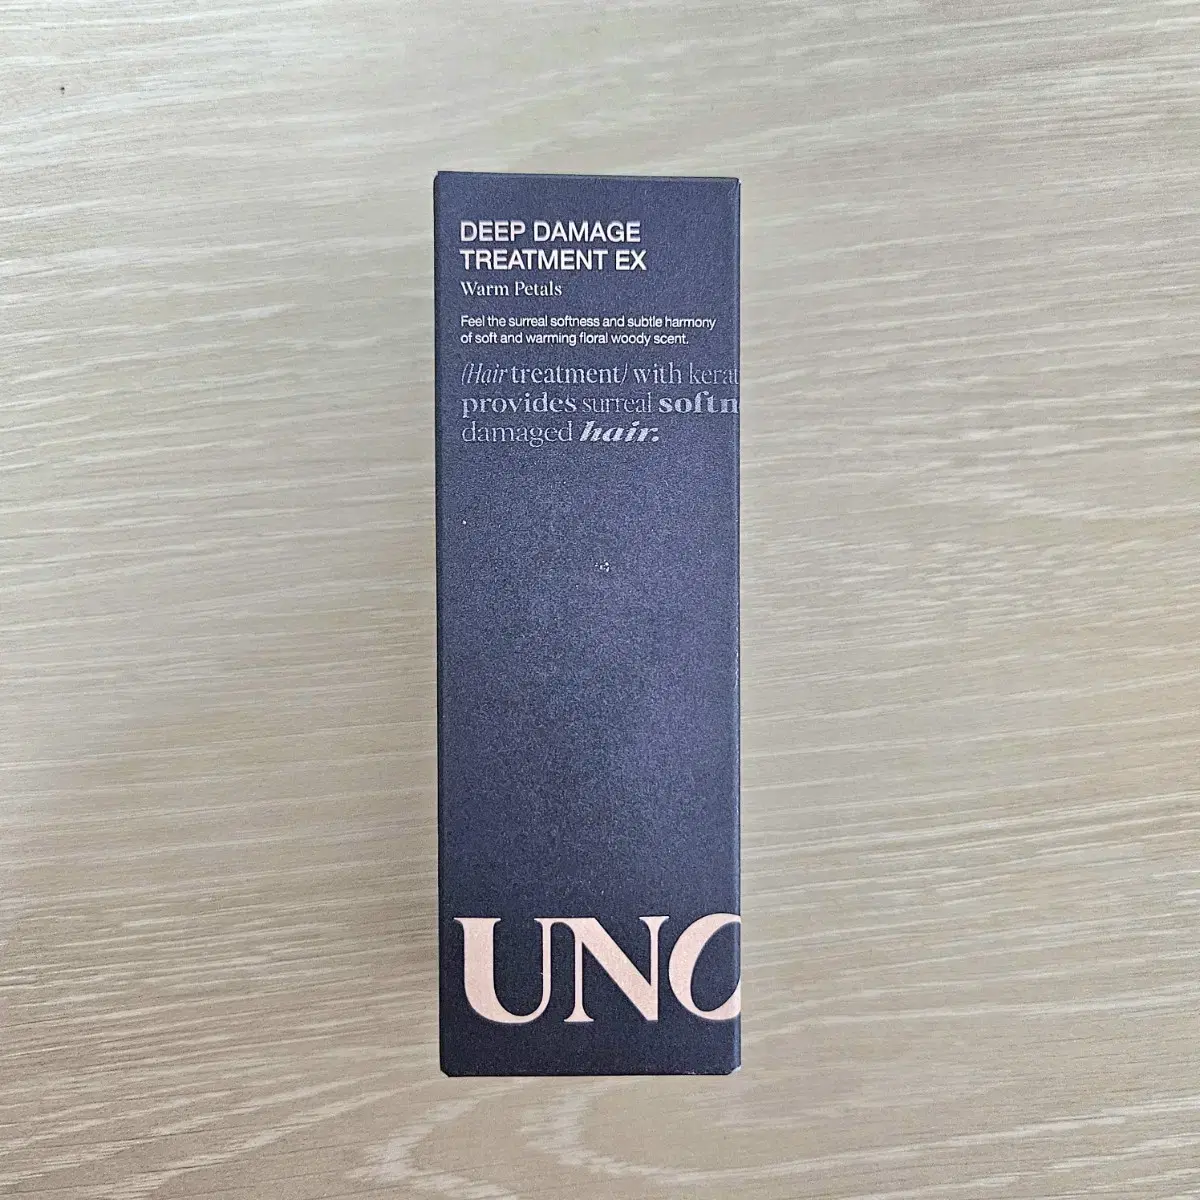 DEEP DAMAGE
TREATMENT EX
Warm Petals
Feel the surreal softness and subtle harmony
of soft and warming floral woody scent.
(Hair treatment/ with kerat
provides surreal softn
damaged hair.
UNO